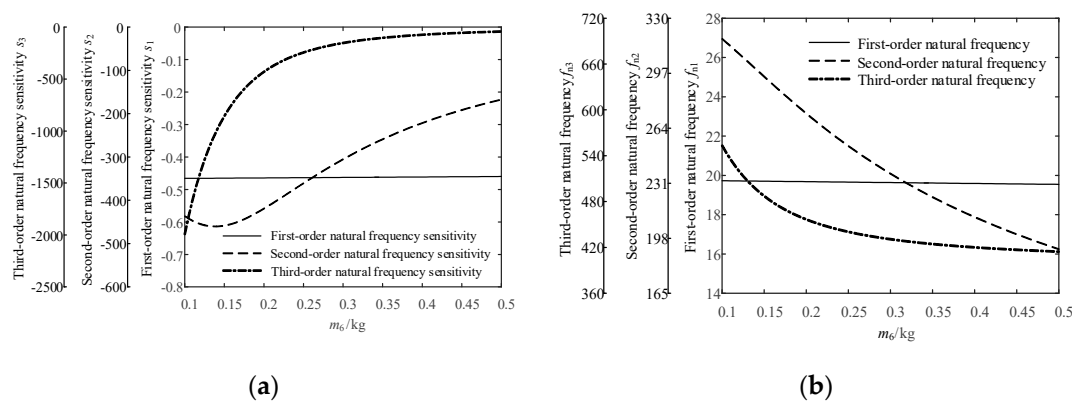 Third-order natural frequency sensitivity s3
0
-500
-1000
-1500
-2000
-2500
Second-order natural frequency sensitivity s2
0
-100
-200
-300
-400
-500
-600
First-order natural frequency sensitivity s1
-0
-0.1
-0.2
-0.3
-0.4
-0.5
-0.6
-0.7
-0.8
First-order natural frequency sensitivity
Second-order natural frequency sensitivity
Third-order natural frequency sensitivity
0.1 0.15 0.2 0.25 0.3 0.35 0.4 0.45 0.5
m6/kg
(a)
Third-order natural frequency fn3
720
660
600
540
480
420
360
Second-order natural frequency fn2
330
297
264
231
198
165
First-order natural frequency fn1
28
26
24
22
20
18
16
14
First-order natural frequency
Second-order natural frequency
Third-order natural frequency
0.1 0.15 0.2 0.25 0.3 0.35 0.4 0.45 0.5
m6/kg
(b)